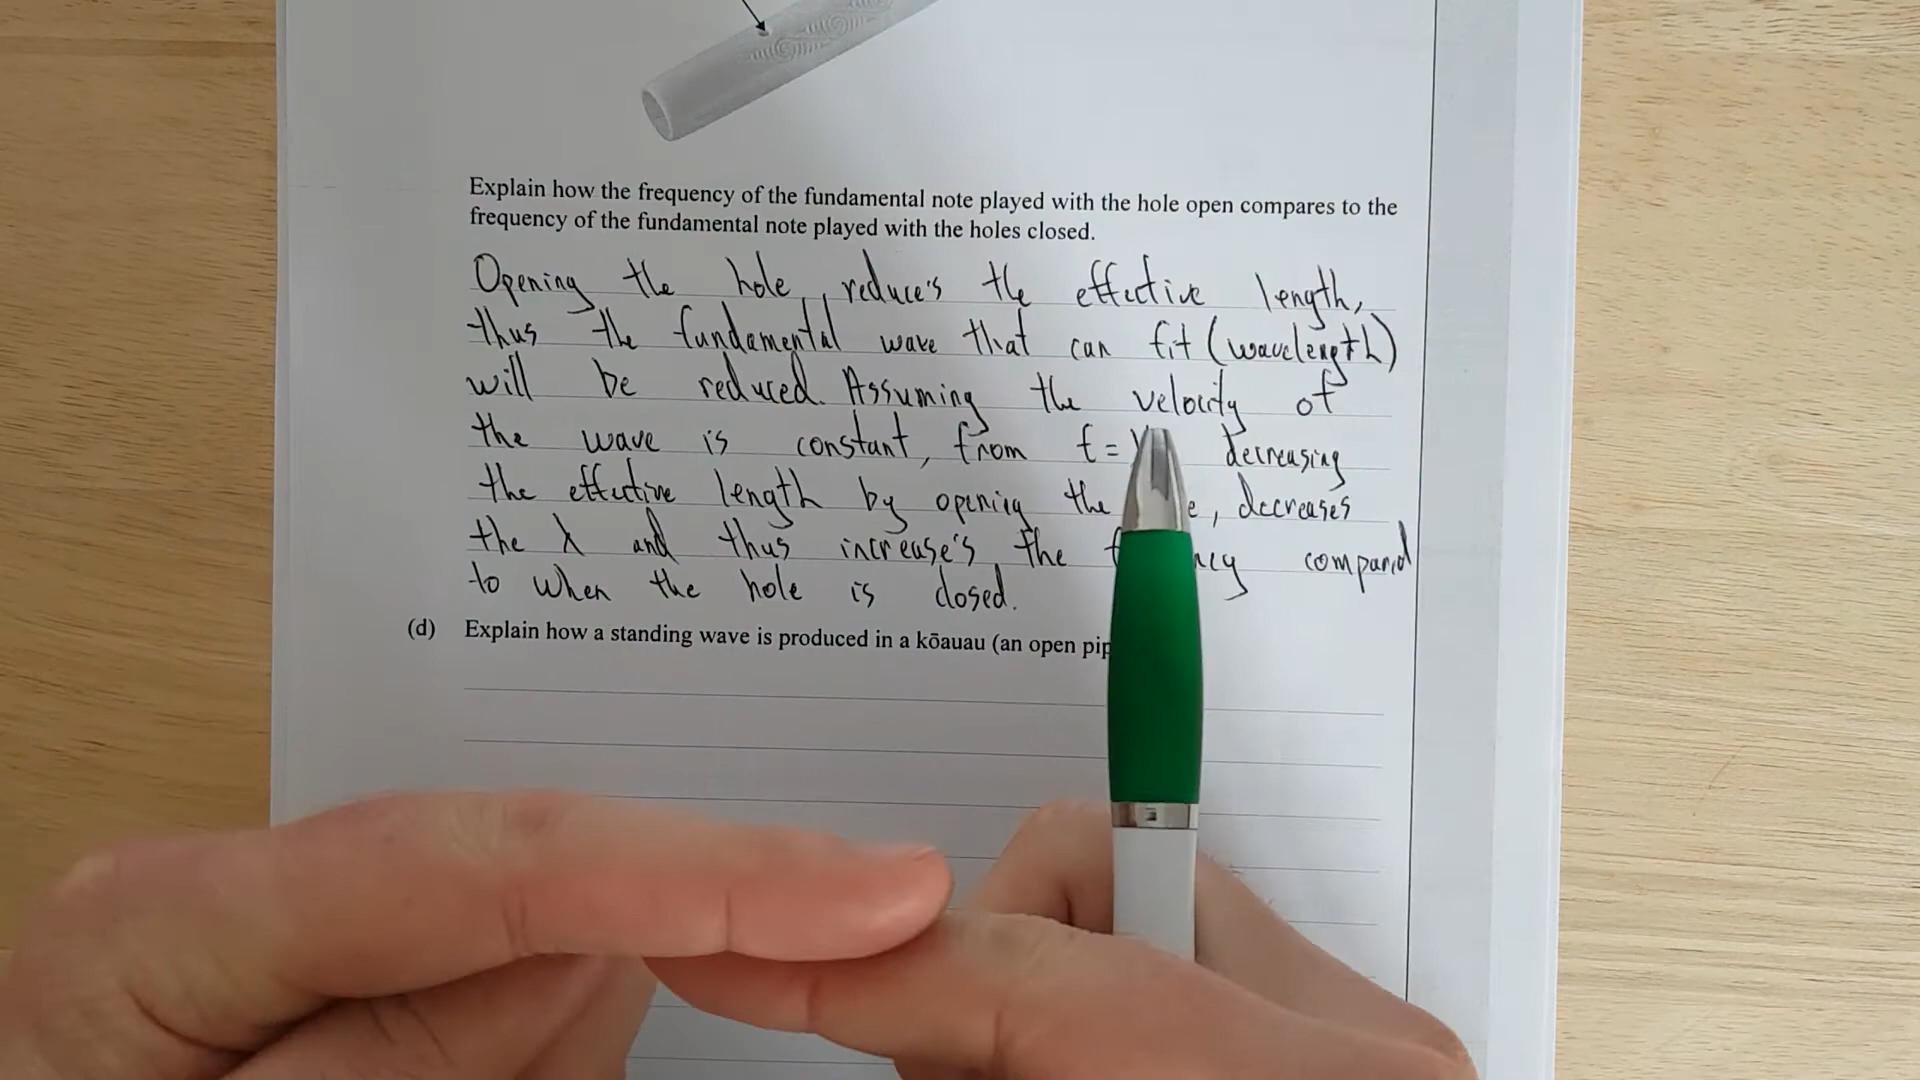 Explain how the frequency of the fundamental note played with the hole open compares to the
frequency of the fundamental note played with the holes closed.
Opening the hole, reduce's the effective length,
thus the fundamental wave that can fit (wavelength)
will be reduced. Assuming the velocity of
the wave is constant, from f = decreasing
the effective length by opening the , decreases
the λ and thus increase's the compared
to when the hole is closed.
(d) Explain how a standing wave is produced in a kōauau (an open